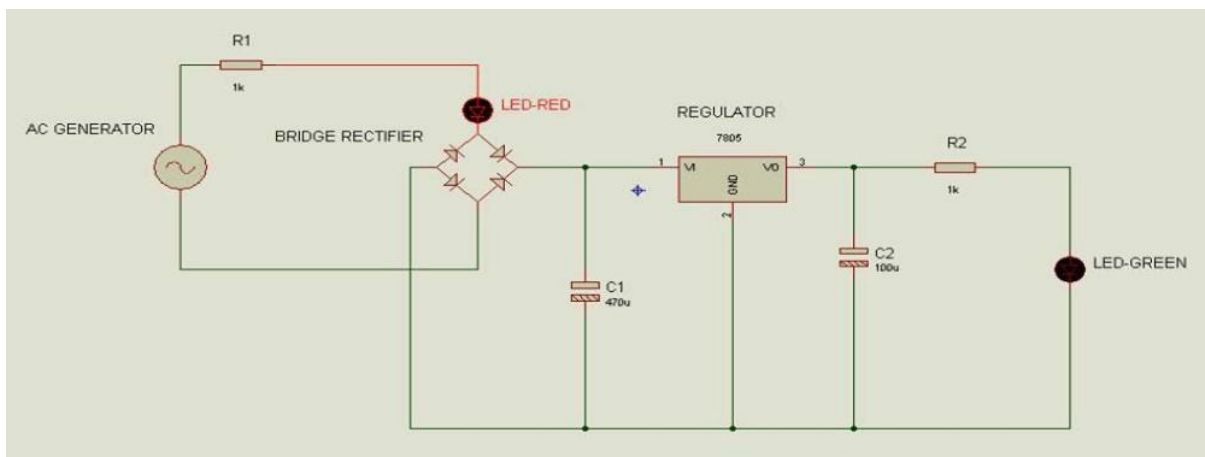 R1
1k
LED-RED
AC GENERATOR
BRIDGE RECTIFIER
REGULATOR
7805
1
VI
VO
3
GND
2
R2
1k
C1
470u
C2
100u
LED-GREEN